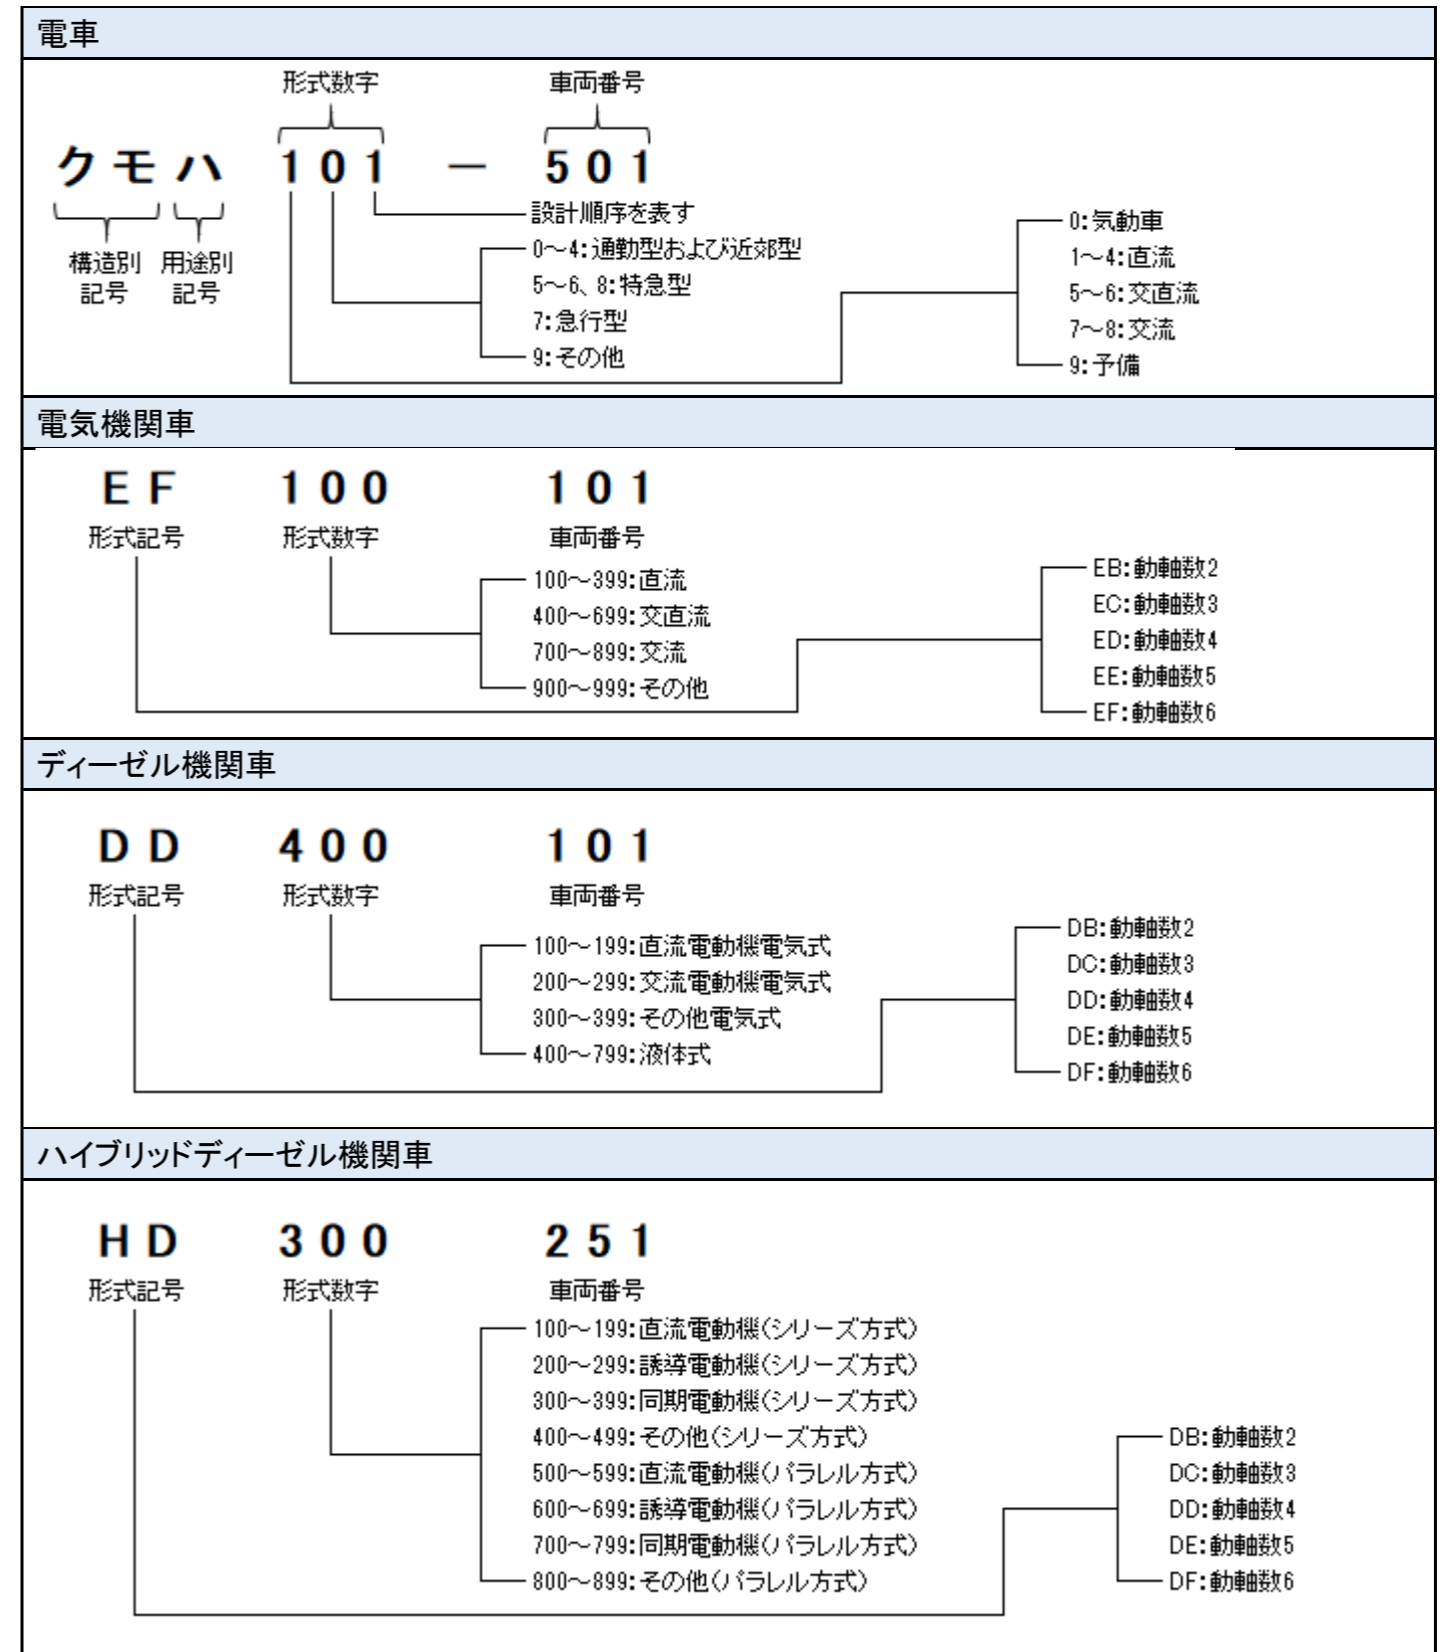 電車
形式数字 車両番号
クモハ 101 － 501
構造別記号 用途別記号
設計順序を表す
0～4:通勤型および近郊型
5～6、8:特急型
7:急行型
9:その他
0:気動車
1～4:直流
5～6:交直流
7～8:交流
9:予備
電気機関車
EF 100 101
形式記号 形式数字 車両番号
100～399:直流
400～699:交直流
700～899:交流
900～999:その他
EB:動軸数2
EC:動軸数3
ED:動軸数4
EE:動軸数5
EF:動軸数6
ディーゼル機関車
DD 400 101
形式記号 形式数字 車両番号
100～199:直流電動機電気式
200～299:交流電動機電気式
300～399:その他電気式
400～799:液体式
DB:動軸数2
DC:動軸数3
DD:動軸数4
DE:動軸数5
DF:動軸数6
ハイブリッドディーゼル機関車
HD 300 251
形式記号 形式数字 車両番号
100～199:直流電動機(シリーズ方式)
200～299:誘導電動機(シリーズ方式)
300～399:同期電動機(シリーズ方式)
400～499:その他(シリーズ方式)
500～599:直流電動機(パラレル方式)
600～699:誘導電動機(パラレル方式)
700～799:同期電動機(パラレル方式)
800～899:その他(パラレル方式)
DB:動軸数2
DC:動軸数3
DD:動軸数4
DE:動軸数5
DF:動軸数6